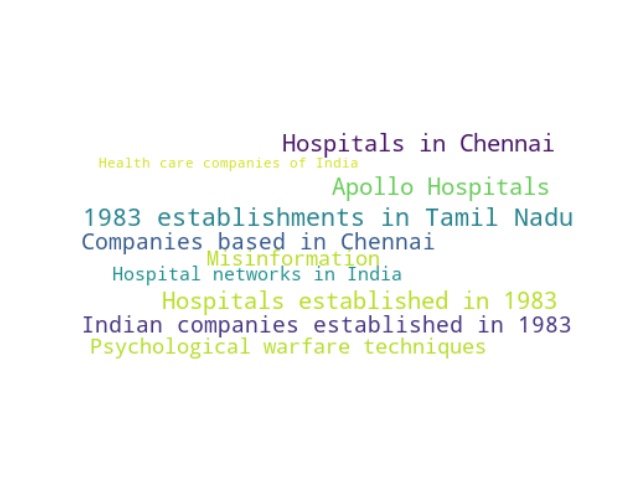 Hospitals in Chennai
Health care companies of India
Apollo Hospitals
1983 establishments in Tamil Nadu
Companies based in Chennai
Misinformation
Hospital networks in India
Hospitals established in 1983
Indian companies established in 1983
Psychological warfare techniques